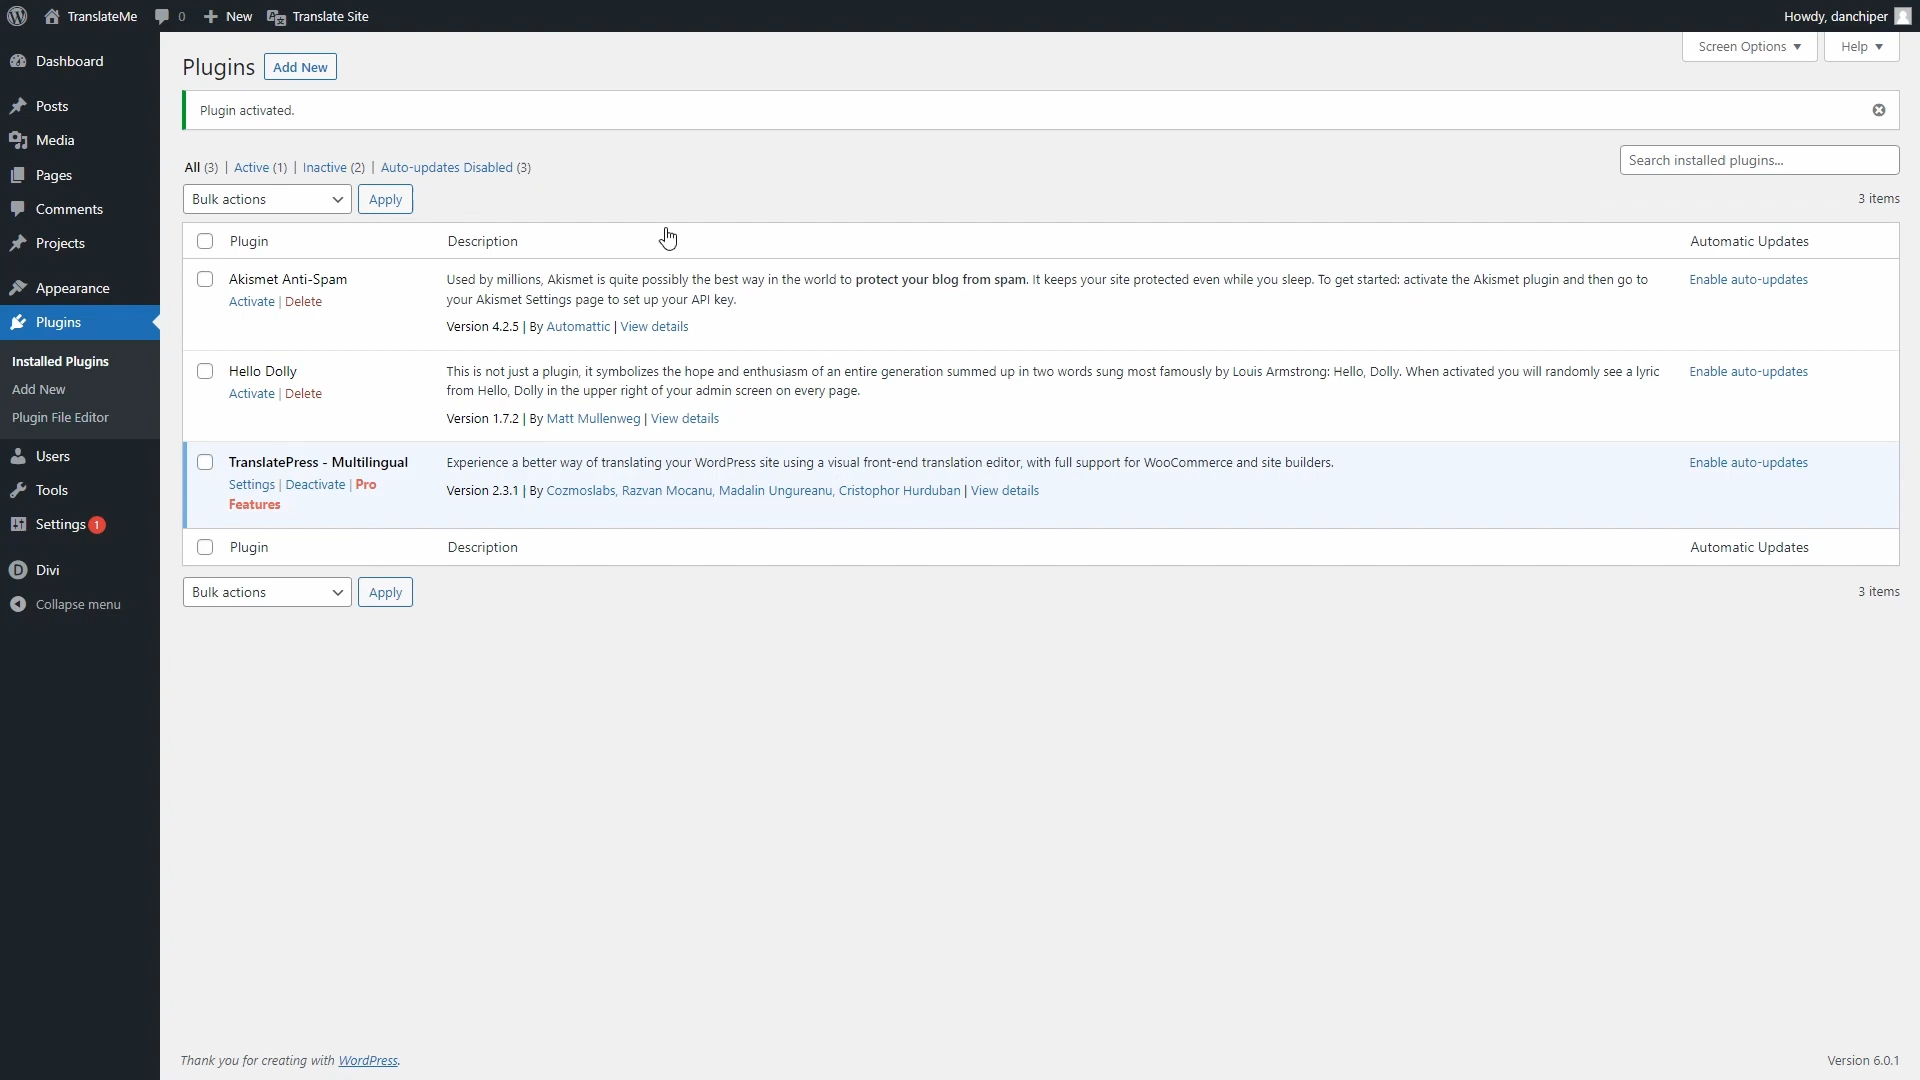 TranslateMe 0 New Translate Site Howdy, danchiper
Dashboard
Posts
Media
Pages
Comments
Projects
Appearance
Plugins
Installed Plugins
Add New
Plugin File Editor
Users
Tools
Settings 1
Divi
Collapse menu
Screen Options Help
Plugins Add New
Plugin activated.
All (3) | Active (1) | Inactive (2) | Auto-updates Disabled (3)
Search installed plugins...
Bulk actions Apply 3 items
Plugin Description Automatic Updates
Akismet Anti-Spam
Activate | Delete
Used by millions, Akismet is quite possibly the best way in the world to protect your blog from spam. It keeps your site protected even while you sleep. To get started: activate the Akismet plugin and then go to
your Akismet Settings page to set up your API key.
Version 4.2.5 | By Automattic | View details
Enable auto-updates
Hello Dolly
Activate | Delete
This is not just a plugin, it symbolizes the hope and enthusiasm of an entire generation summed up in two words sung most famously by Louis Armstrong: Hello, Dolly. When activated you will randomly see a lyric
from Hello, Dolly in the upper right of your admin screen on every page.
Version 1.7.2 | By Matt Mullenweg | View details
Enable auto-updates
TranslatePress - Multilingual
Settings | Deactivate | Pro
Features
Experience a better way of translating your WordPress site using a visual front-end translation editor, with full support for WooCommerce and site builders.
Version 2.3.1 | By Cozmoslabs, Razvan Mocanu, Madalin Ungureanu, Cristophor Hurduban | View details
Enable auto-updates
Plugin Description Automatic Updates
Bulk actions Apply 3 items
Thank you for creating with WordPress. Version 6.0.1